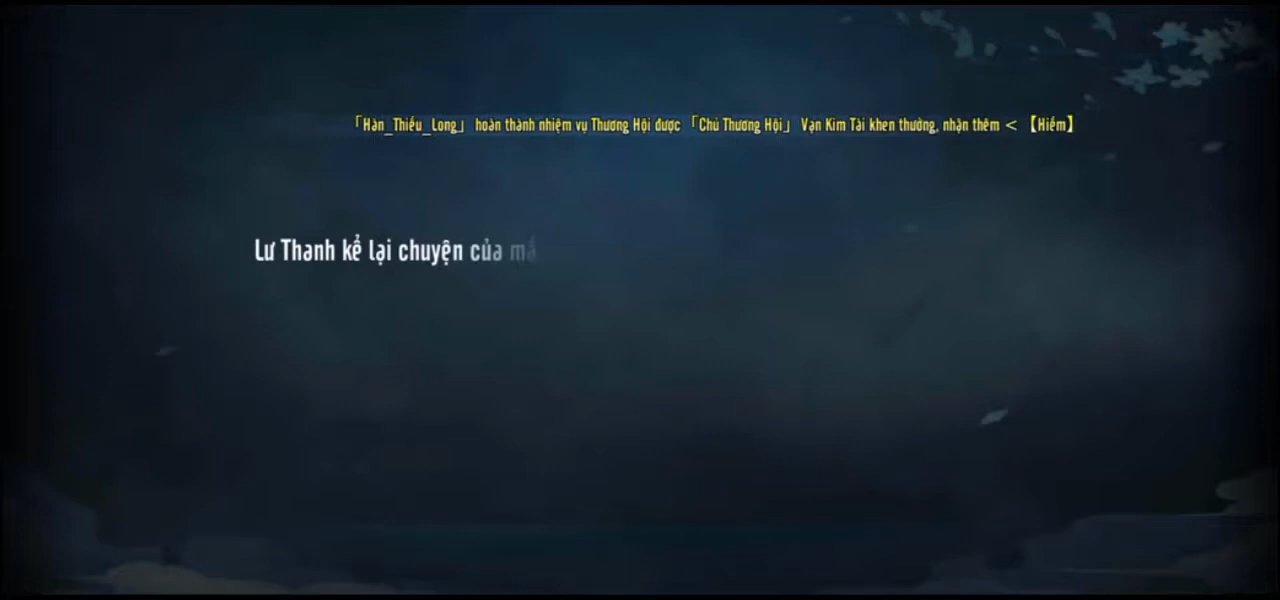 「Hàn_Thiếu_Long」 hoàn thành nhiệm vụ Thương Hội được 「Chủ Thương Hội」 Vạn Kim Tài khen thưởng, nhận thêm < 【Hiếm】
Lư Thanh kể lại chuyện của